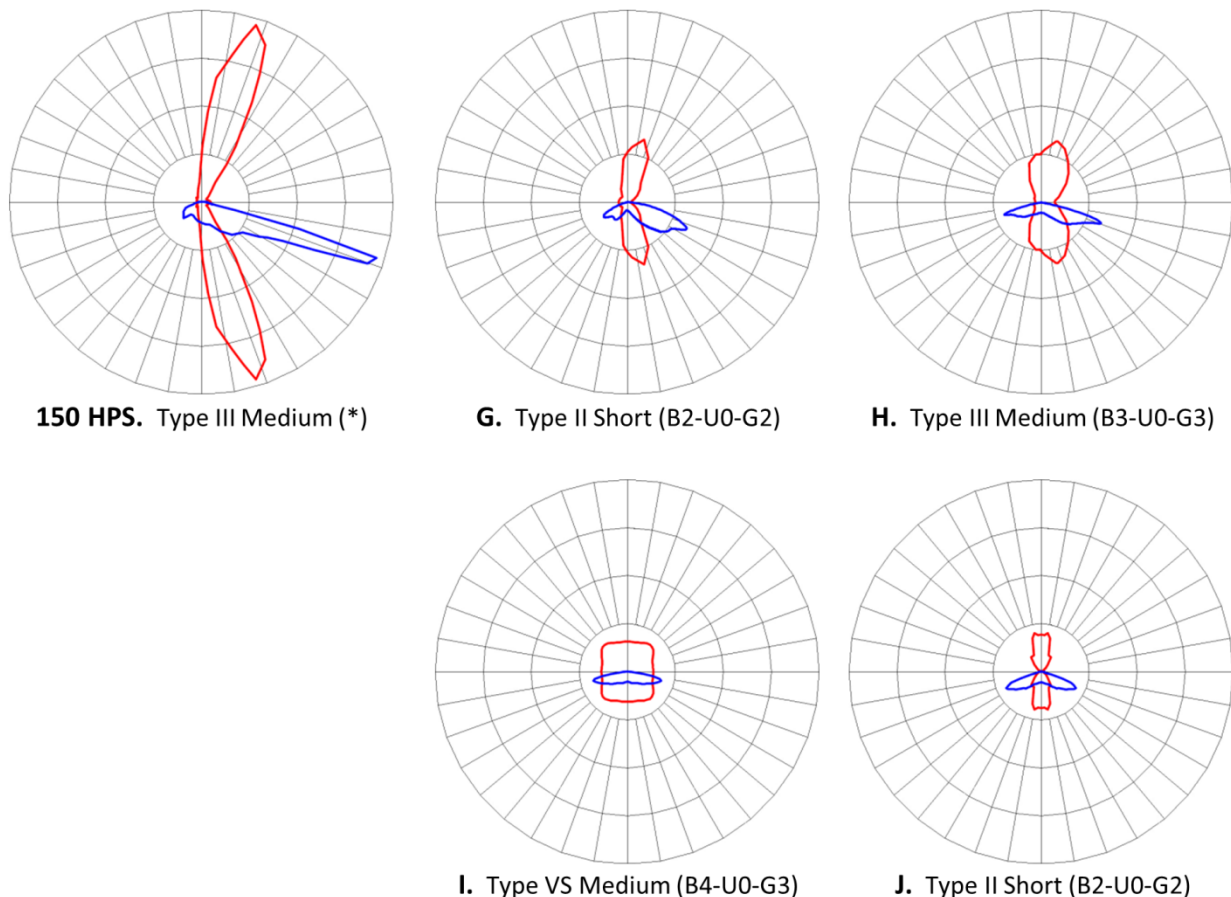 150 HPS. Type III Medium (*)
G. Type II Short (B2-U0-G2)
H. Type III Medium (B3-U0-G3)
I. Type VS Medium (B4-U0-G3)
J. Type II Short (B2-U0-G2)